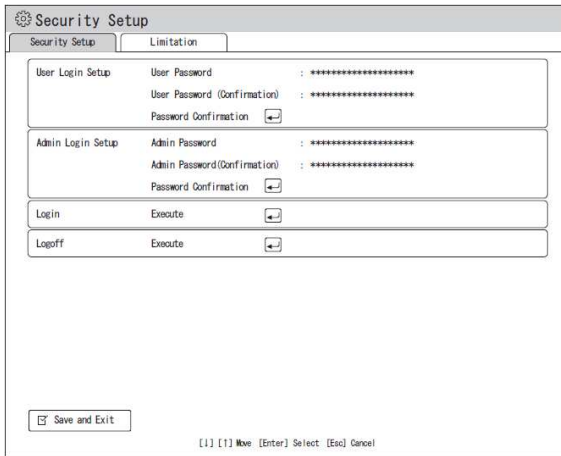 Security Setup
Security Setup Limitation
User Login Setup User Password : ********************
User Password (Confirmation) : ********************
Password Confirmation
Admin Login Setup Admin Password : ********************
Admin Password(Confirmation) : ********************
Password Confirmation
Login Execute
Logoff Execute
Save and Exit
[↓] [↑] Move [Enter] Select [Esc] Cancel